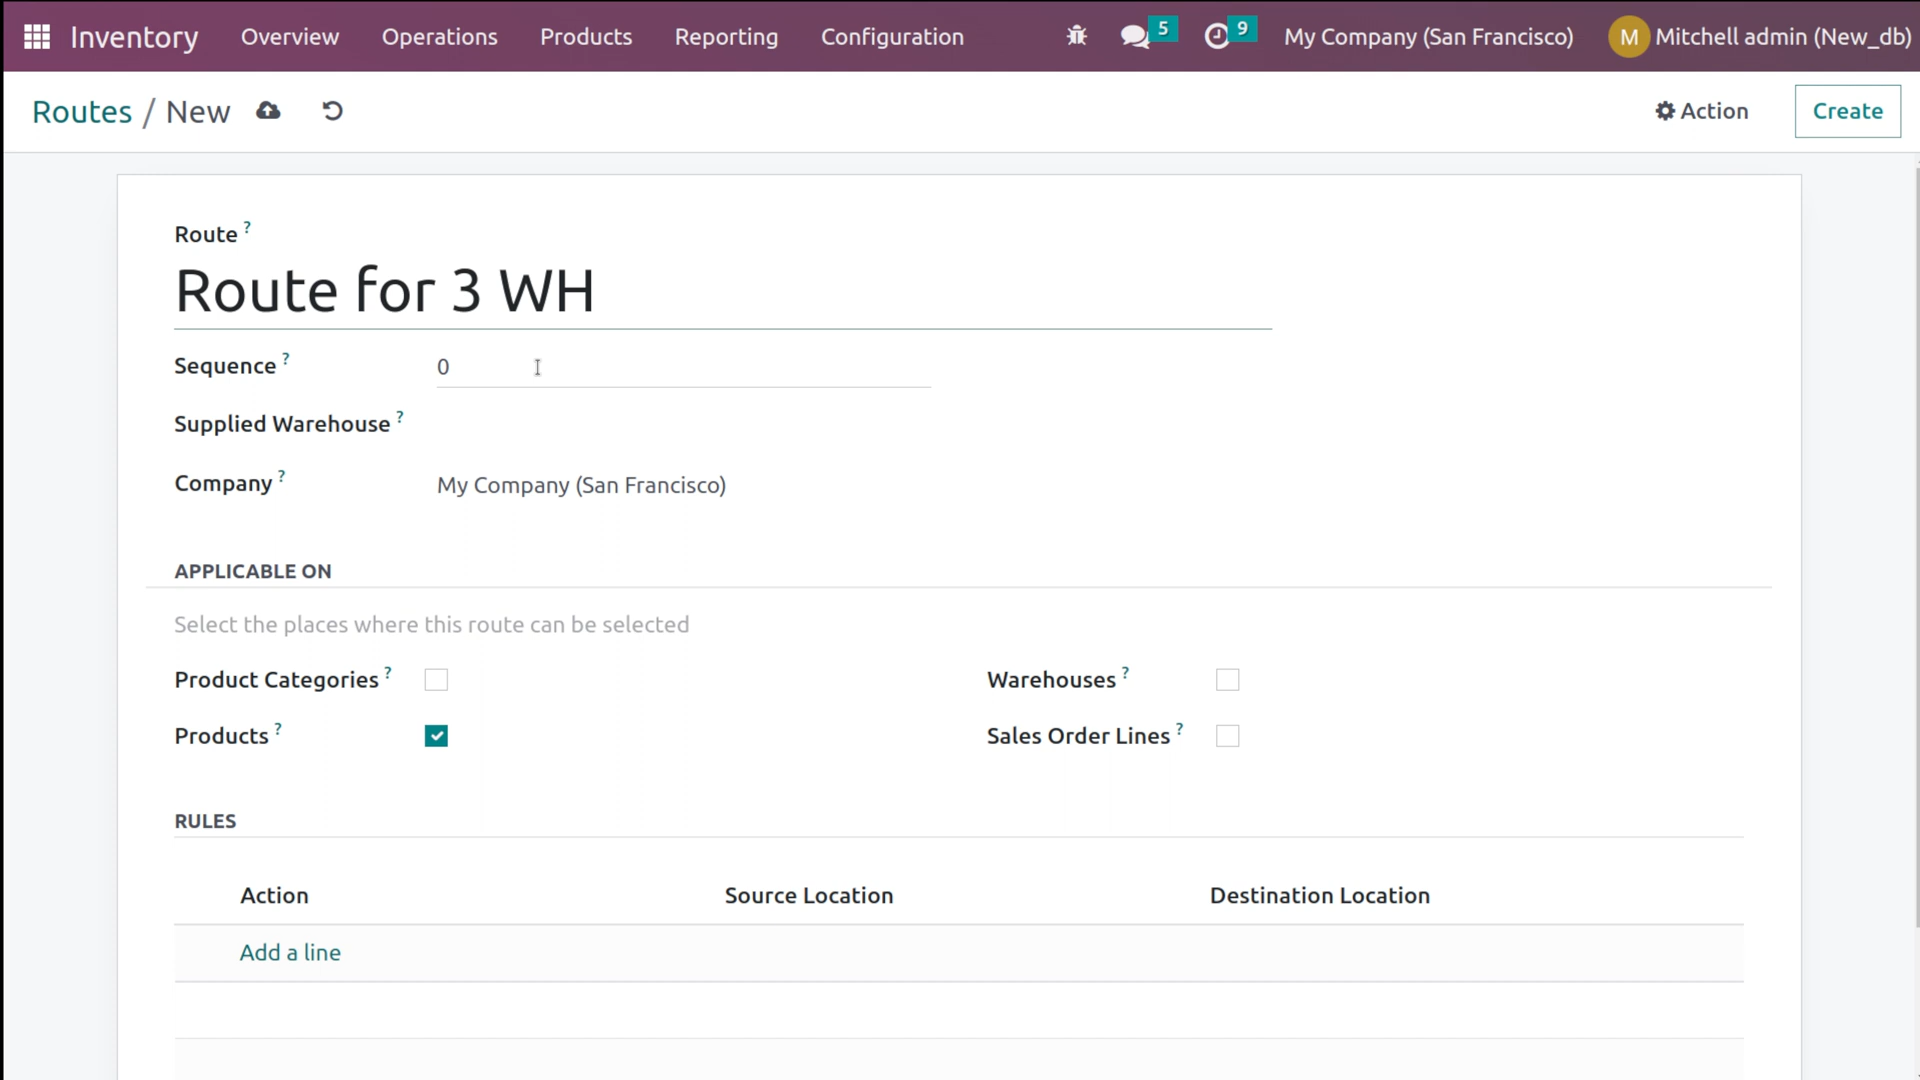 Inventory Overview Operations Products Reporting Configuration 5 9 My Company (San Francisco) M Mitchell admin (New_db)
Routes / New Action Create
Route ?
Route for 3 WH
Sequence ? 0
Supplied Warehouse ?
Company ? My Company (San Francisco)
APPLICABLE ON
Select the places where this route can be selected
Product Categories ? Warehouses ?
Products ? Sales Order Lines ?
RULES
Action Source Location Destination Location
Add a line